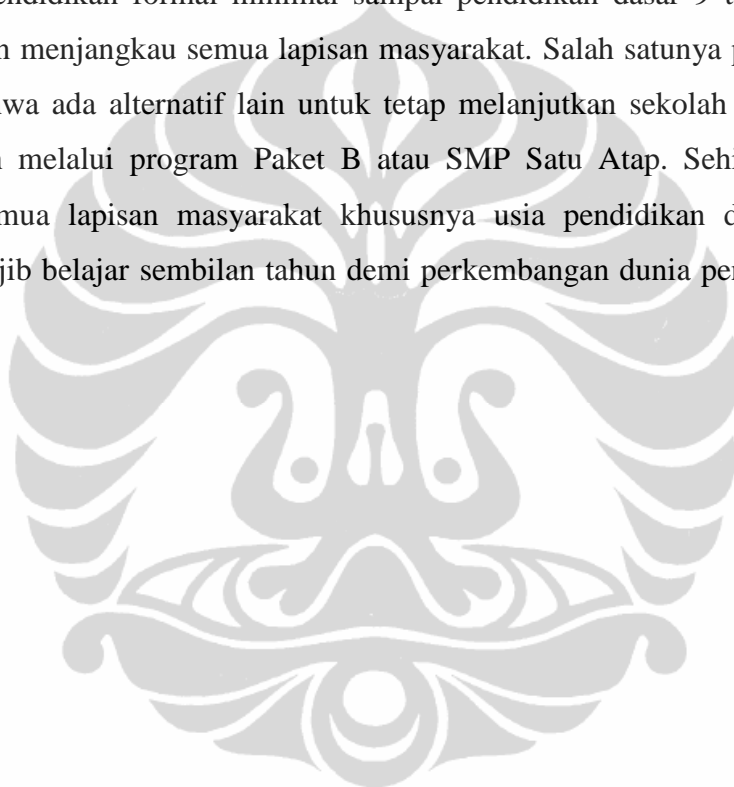 endidikan formal minimal sampai pendidikan dasar 9 t
n menjangkau semua lapisan masyarakat. Salah satunya p
wa ada alternatif lain untuk tetap melanjutkan sekolah
melalui program Paket B atau SMP Satu Atap. Sehi
mua lapisan masyarakat khususnya usia pendidikan d
jib belajar sembilan tahun demi perkembangan dunia per